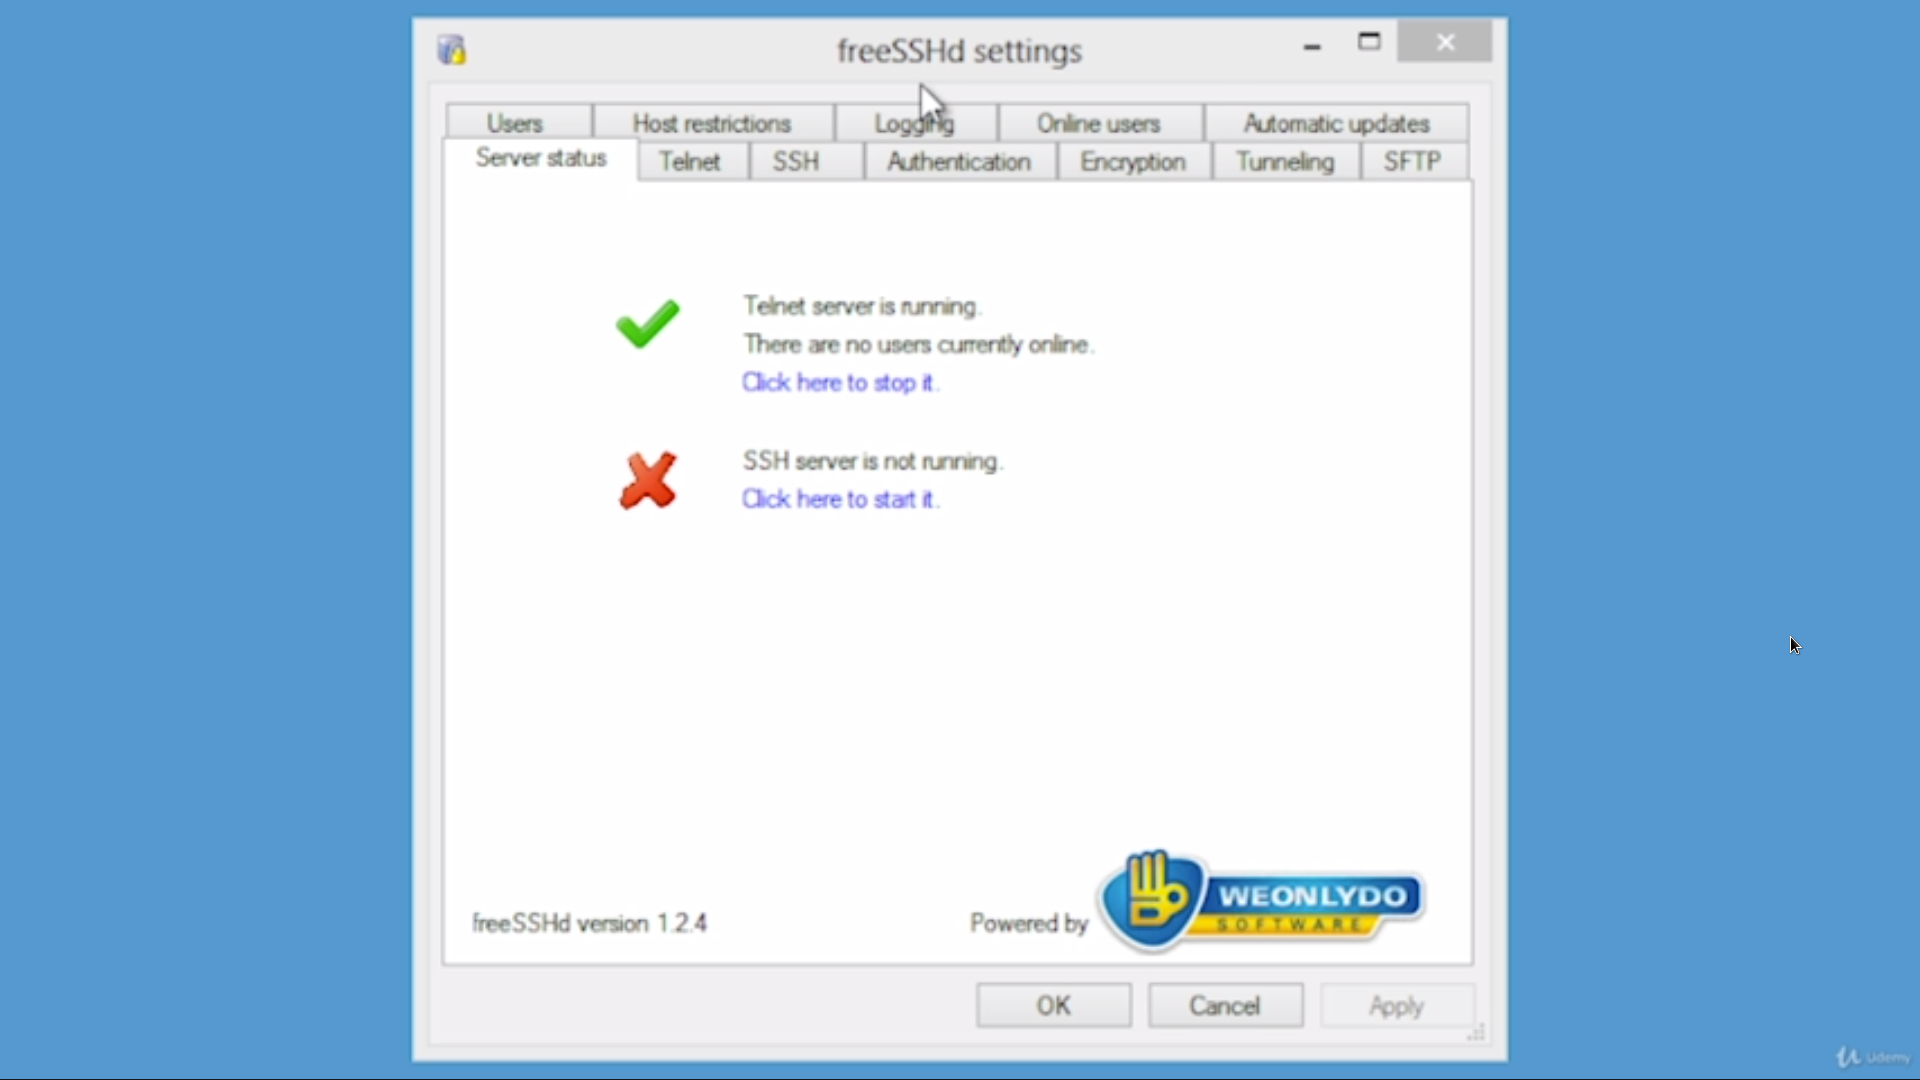 freeSSHd settings
Users Host restrictions Logging Online users Automatic updates
Server status Telnet SSH Authentication Encryption Tunneling SFTP
Telnet server is running.
There are no users currently online.
Click here to stop it.
SSH server is not running.
Click here to start it.
WEONLYDO
SOFTWARE
freeSSHd version 1.2.4 Powered by
OK Cancel Apply
Udemy